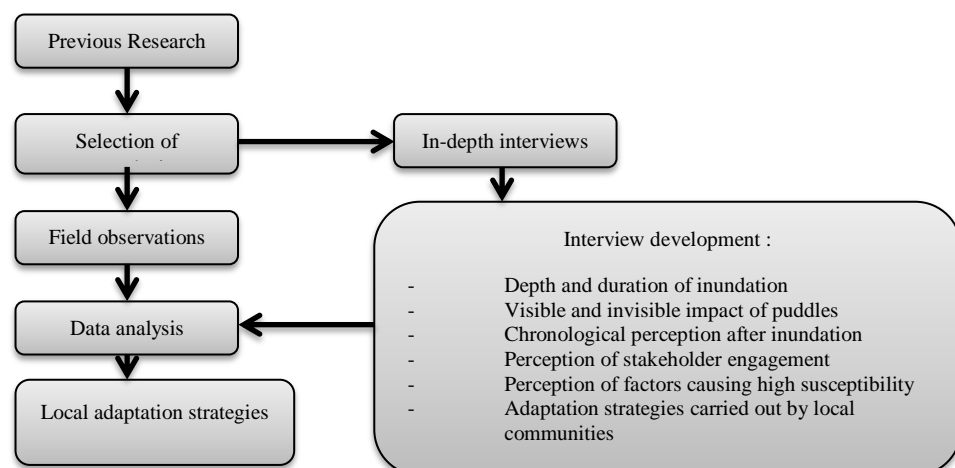 Previous Research
Selection of
In-depth interviews
Field observations
Interview development :
- Depth and duration of inundation
- Visible and invisible impact of puddles
- Chronological perception after inundation
- Perception of stakeholder engagement
- Perception of factors causing high susceptibility
- Adaptation strategies carried out by local
communities
Data analysis
Local adaptation strategies